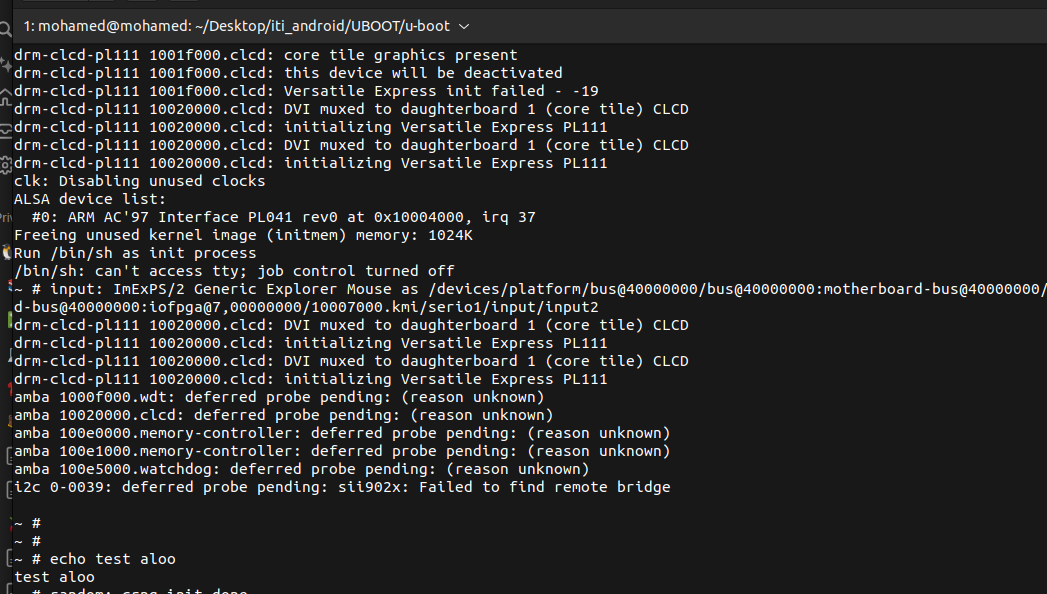 1: mohamed@mohamed: ~/Desktop/iti_android/UBOOT/u-boot
drm-clcd-pl111 1001f000.clcd: core tile graphics present
drm-clcd-pl111 1001f000.clcd: this device will be deactivated
drm-clcd-pl111 1001f000.clcd: Versatile Express init failed - -19
drm-clcd-pl111 10020000.clcd: DVI muxed to daughterboard 1 (core tile) CLCD
drm-clcd-pl111 10020000.clcd: initializing Versatile Express PL111
drm-clcd-pl111 10020000.clcd: DVI muxed to daughterboard 1 (core tile) CLCD
drm-clcd-pl111 10020000.clcd: initializing Versatile Express PL111
clk: Disabling unused clocks
ALSA device list:
  #0: ARM AC'97 Interface PL041 rev0 at 0x10004000, irq 37
Freeing unused kernel image (initmem) memory: 1024K
Run /bin/sh as init process
/bin/sh: can't access tty; job control turned off
~ # input: ImExPS/2 Generic Explorer Mouse as /devices/platform/bus@40000000/bus@40000000:motherboard-bus@40000000/
d-bus@40000000:iofpga@7,00000000/10007000.kmi/serio1/input/input2
drm-clcd-pl111 10020000.clcd: DVI muxed to daughterboard 1 (core tile) CLCD
drm-clcd-pl111 10020000.clcd: initializing Versatile Express PL111
drm-clcd-pl111 10020000.clcd: DVI muxed to daughterboard 1 (core tile) CLCD
drm-clcd-pl111 10020000.clcd: initializing Versatile Express PL111
amba 1000f000.wdt: deferred probe pending: (reason unknown)
amba 10020000.clcd: deferred probe pending: (reason unknown)
amba 100e0000.memory-controller: deferred probe pending: (reason unknown)
amba 100e1000.memory-controller: deferred probe pending: (reason unknown)
amba 100e5000.watchdog: deferred probe pending: (reason unknown)
i2c 0-0039: deferred probe pending: sii902x: Failed to find remote bridge
~ #
~ #
~ # echo test aloo
test aloo
# random: crng init done